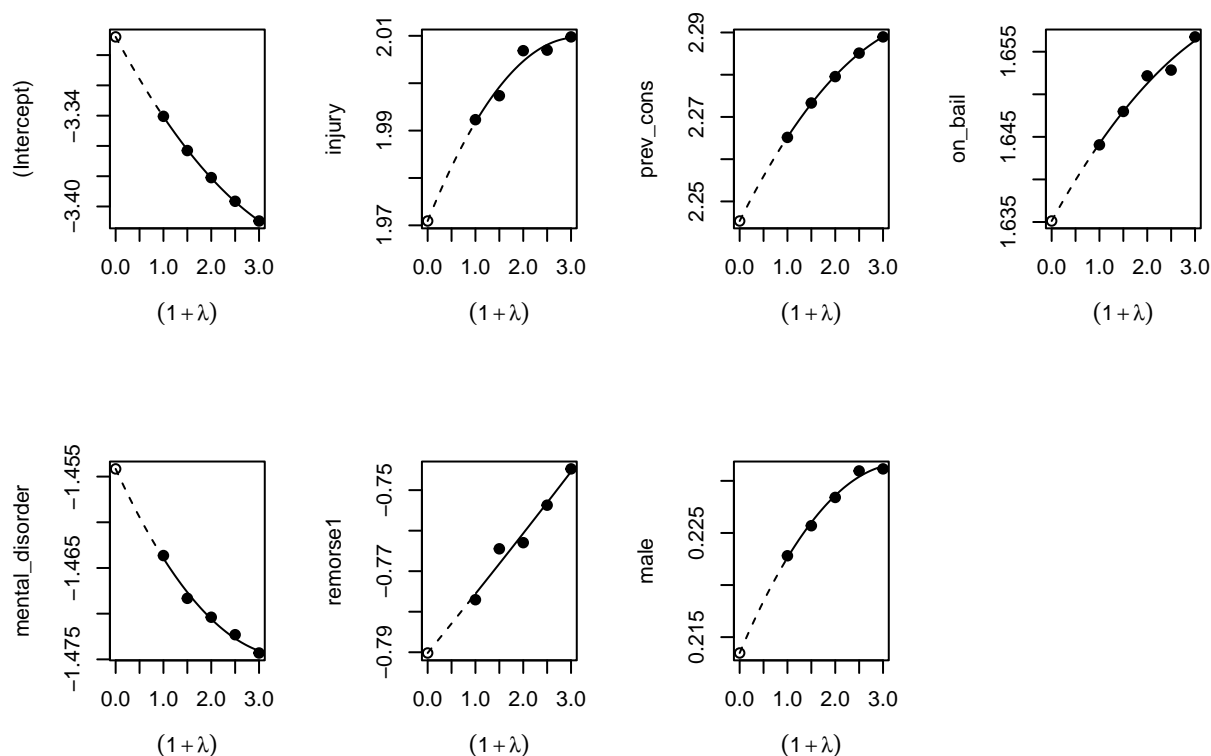 (Intercept)
−3.40 −3.34
0.0 1.0 2.0 3.0
(1+λ)
injury
1.97 1.99 2.01
0.0 1.0 2.0 3.0
(1+λ)
prev_cons
2.25 2.27 2.29
0.0 1.0 2.0 3.0
(1+λ)
on_bail
1.635 1.645 1.655
0.0 1.0 2.0 3.0
(1+λ)
mental_disorder
−1.475 −1.465 −1.455
0.0 1.0 2.0 3.0
(1+λ)
remorse1
−0.79 −0.77 −0.75
0.0 1.0 2.0 3.0
(1+λ)
male
0.215 0.225
0.0 1.0 2.0 3.0
(1+λ)